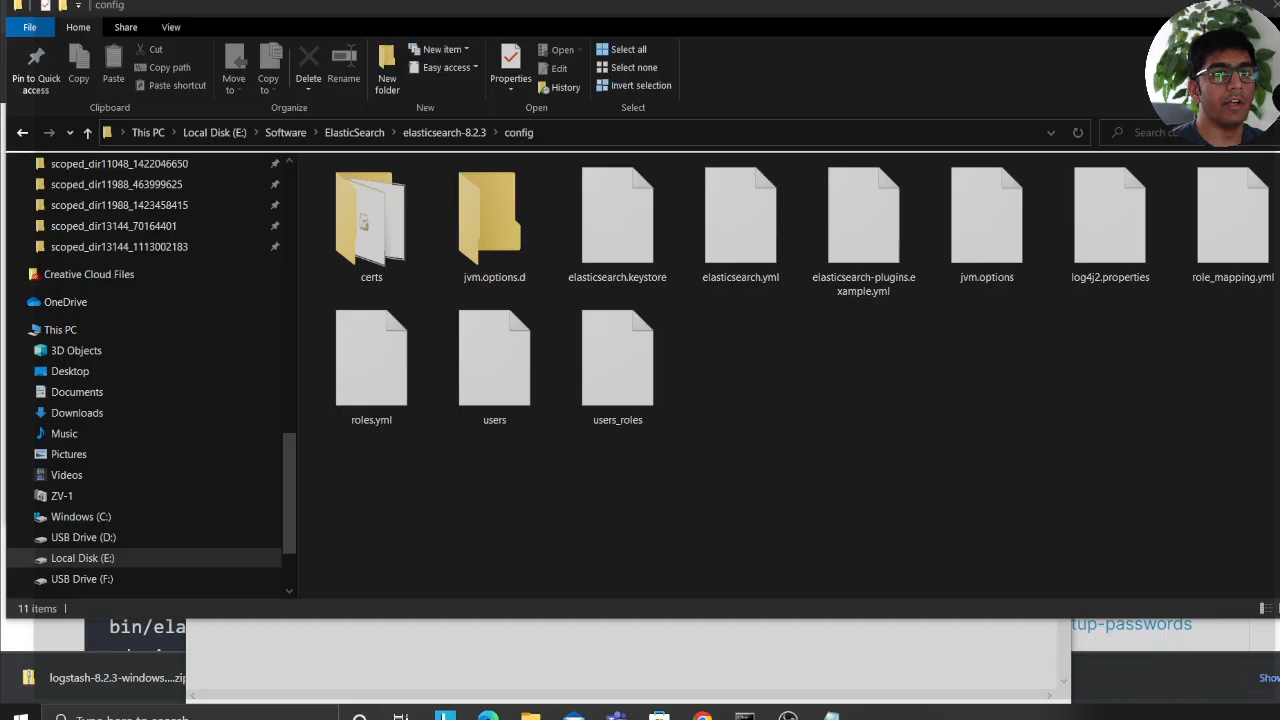 config
File Home Share View
Pin to Quick access
Copy
Paste
Cut
Copy path
Paste shortcut
Clipboard
Move to
Copy to
Delete
Rename
Organize
New folder
New item
Easy access
New
Properties
Open
Edit
History
Open
Select all
Select none
Invert selection
Select
This PC Local Disk (E:) Software ElasticSearch elasticsearch-8.2.3 config
Search
scoped_dir11048_1422046650
scoped_dir11988_463999625
scoped_dir11988_1423458415
scoped_dir13144_70164401
scoped_dir13144_1113002183
Creative Cloud Files
OneDrive
This PC
3D Objects
Desktop
Documents
Downloads
Music
Pictures
Videos
ZV-1
Windows (C:)
USB Drive (D:)
Local Disk (E:)
USB Drive (F:)
certs
jvm.options.d
elasticsearch.keystore
elasticsearch.yml
elasticsearch-plugins.e
xample.yml
jvm.options
log4j2.properties
role_mapping.yml
roles.yml
users
users_roles
11 items
bin/ela
tup-passwords
logstash-8.2.3-windows....zip
Show
Type here to search